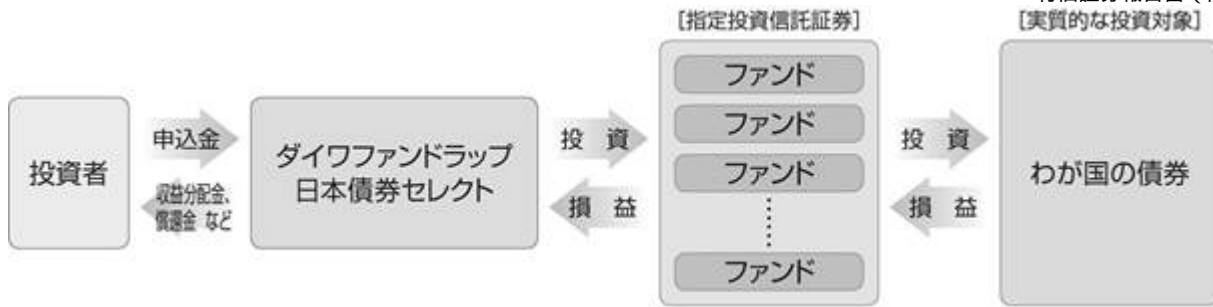 [指定投資信託証券]
[実質的な投資対象]
投資者
申込金
収益分配金、
償還金 など
ダイワファンドラップ
日本債券セレクト
投 資
損 益
ファンド
ファンド
ファンド
ファンド
投 資
損 益
わが国の債券